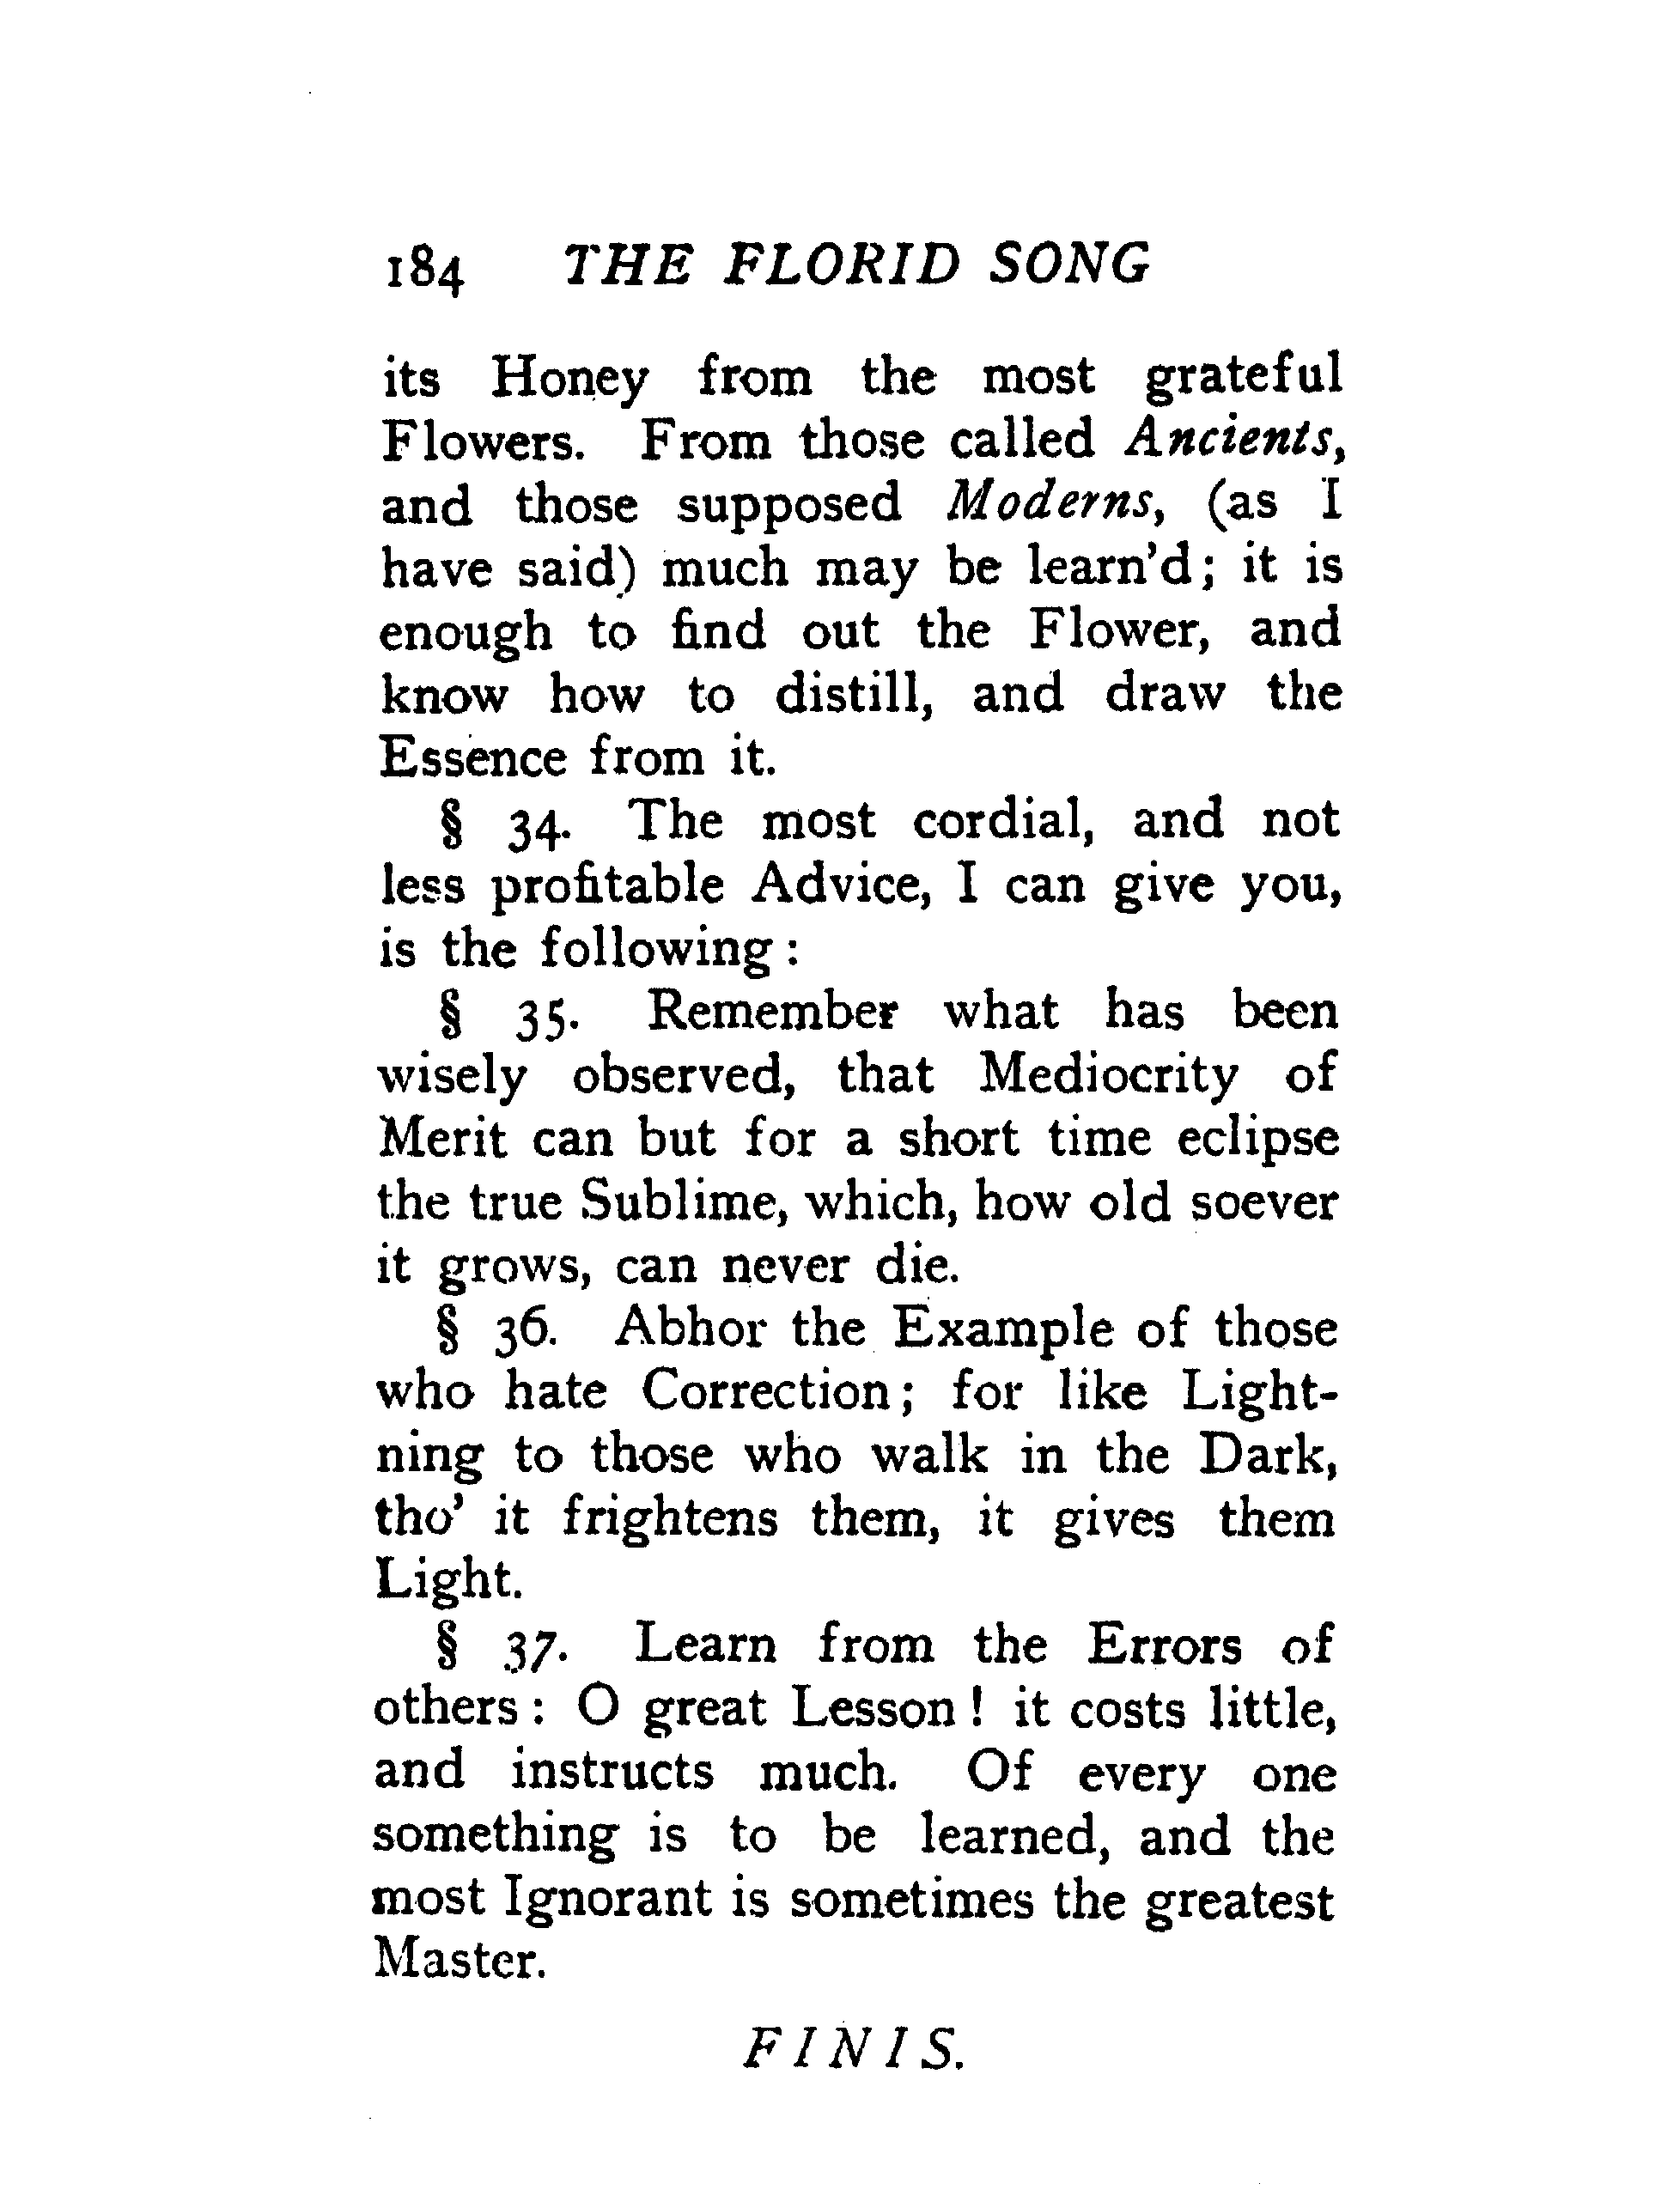 184 THE FLORID SONG
its Honey from the most grateful
Flowers. From those called Ancients,
and those supposed Moderns, (as I
have said) much may be learn'd; it is
enough to find out the Flower, and
know how to distill, and draw the
Essence from it.
§ 34. The most cordial, and not
less profitable Advice, I can give you,
is the following:
§ 35. Remember what has been
wisely observed, that Mediocrity of
Merit can but for a short time eclipse
the true Sublime, which, how old soever
it grows, can never die.
§ 36. Abhor the Example of those
who hate Correction; for like Light-
ning to those who walk in the Dark,
tho' it frightens them, it gives them
Light.
§ 37. Learn from the Errors of
others: O great Lesson! it costs little,
and instructs much. Of every one
something is to be learned, and the
most Ignorant is sometimes the greatest
Master.
FINIS.